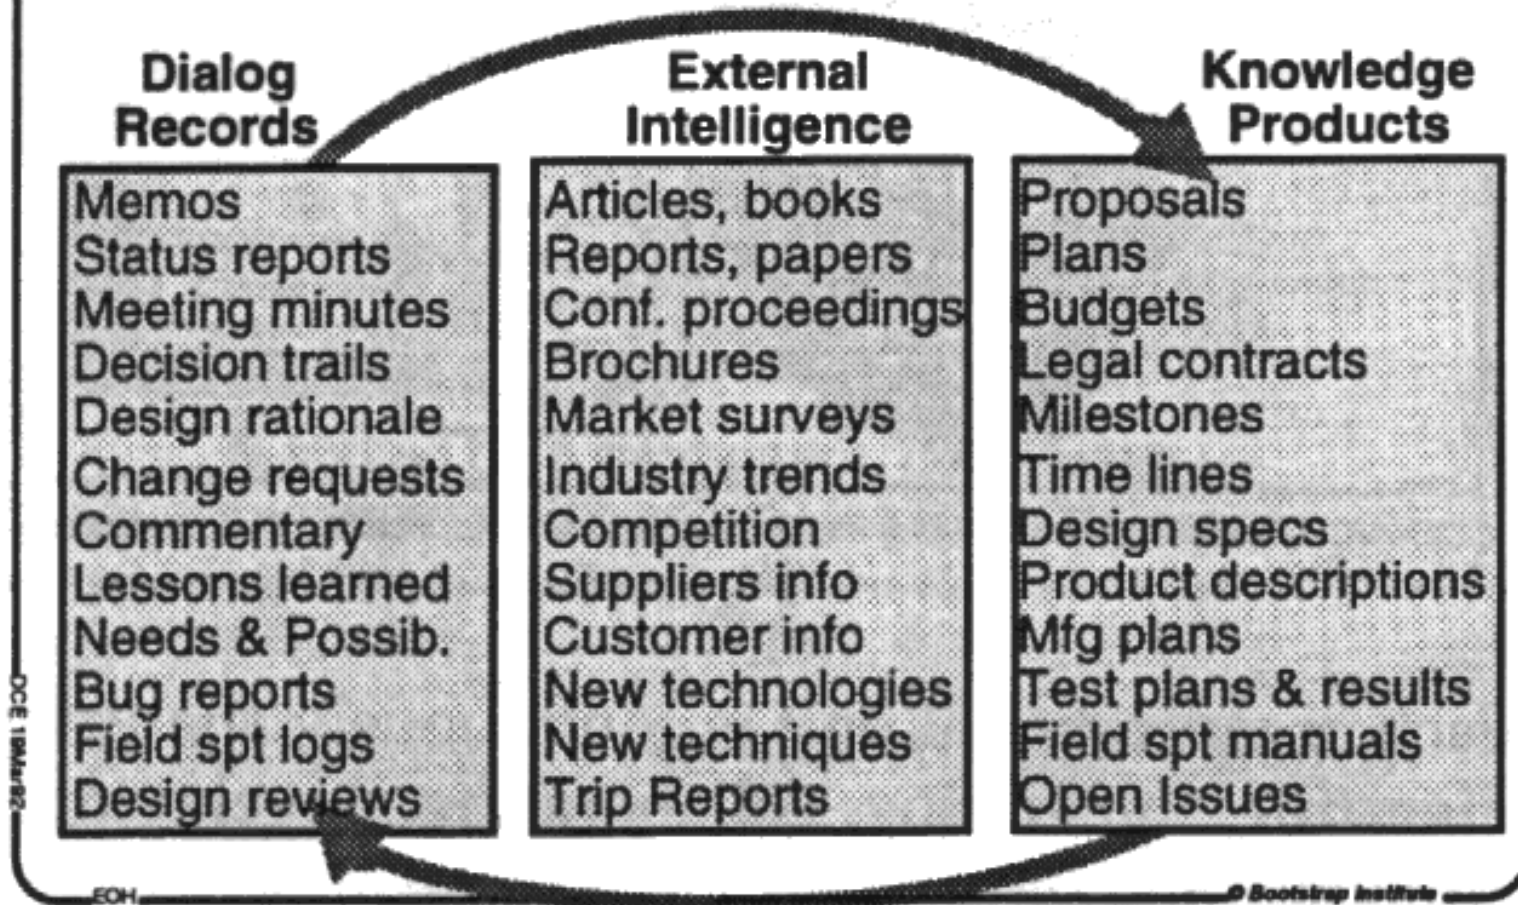 Dialog
Records
Memos
Status reports
Meeting minutes
Decision trails
Design rationale
Change requests
Commentary
Lessons learned
Needs & Possib.
Bug reports
Field spt logs
Design reviews
External
Intelligence
Articles, books
Reports, papers
Conf. proceedings
Brochures
Market surveys
Industry trends
Competition
Suppliers info
Customer info
New technologies
New techniques
Trip Reports
Knowledge
Products
Proposals
Plans
Budgets
Legal contracts
Milestones
Time lines
Design specs
Product descriptions
Mfg plans
Test plans & results
Field spt manuals
Open Issues
DCE 19Mar92
EOH
© Bootstrap Institute